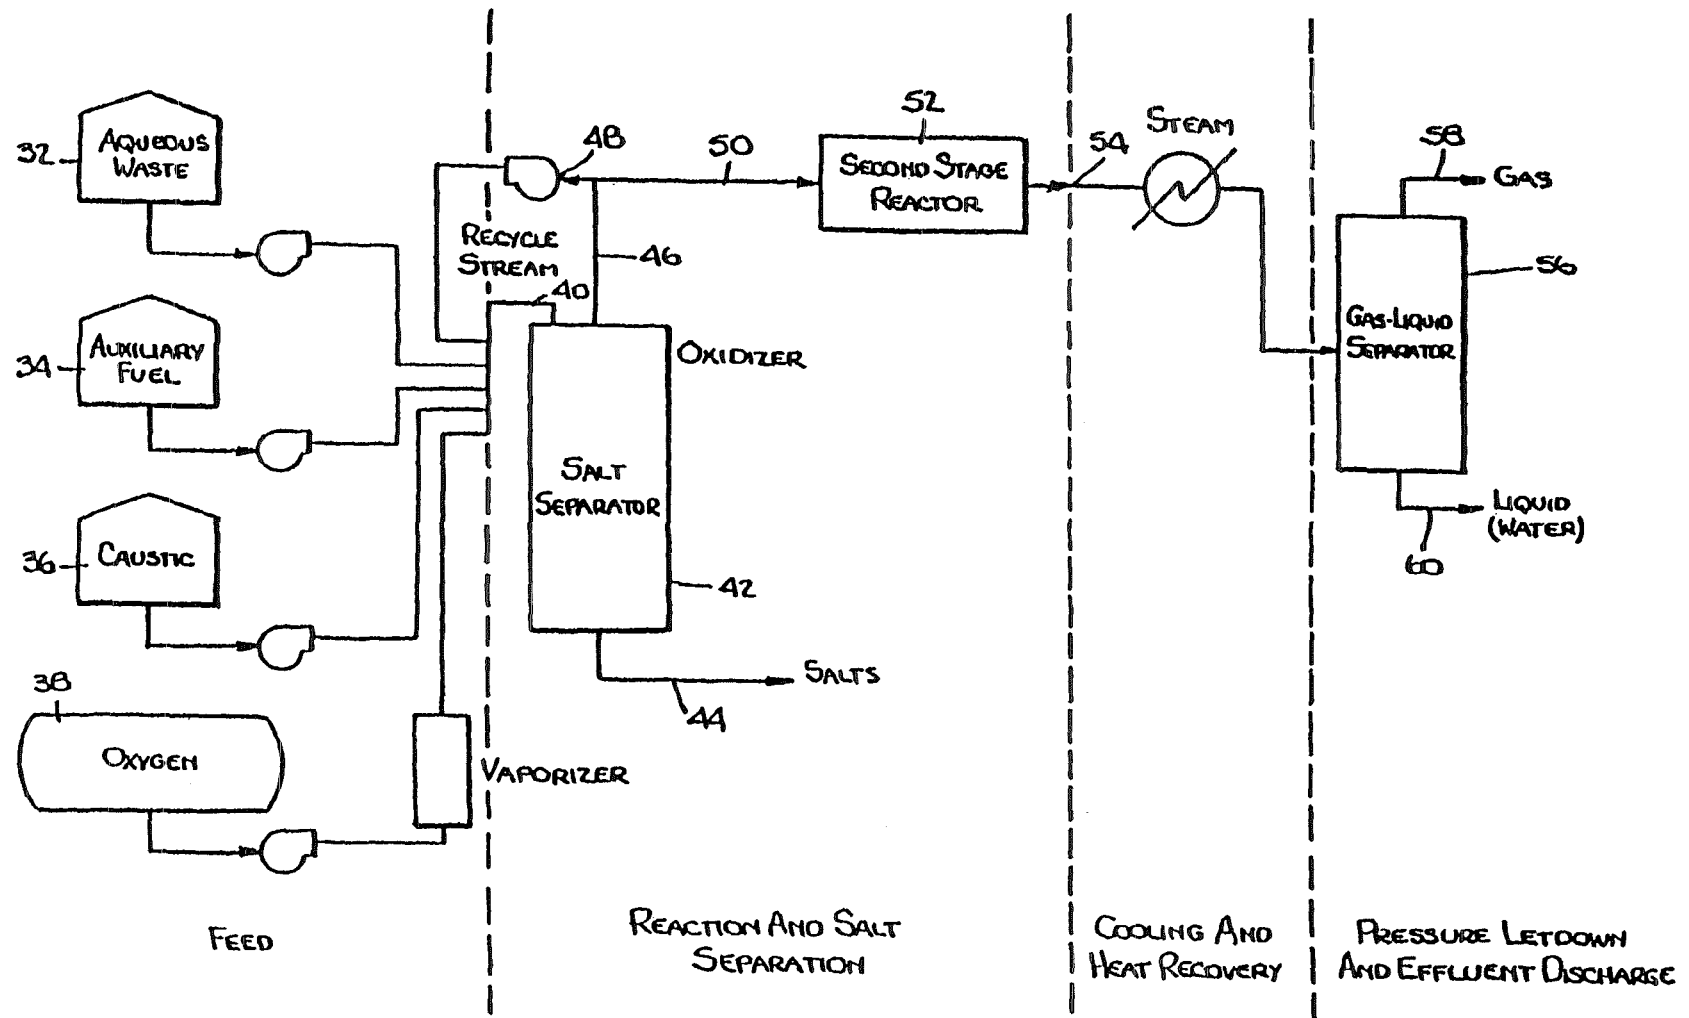 32
AQUEOUS
WASTE
34
AUXILIARY
FUEL
36
CAUSTIC
38
OXYGEN
VAPORIZER
FEED
48
50
52
SECOND STAGE
REACTOR
RECYCLE
STREAM
46
40
OXIDIZER
SALT
SEPARATOR
42
SALTS
44
REACTION AND SALT
SEPARATION
54
STEAM
COOLING AND
HEAT RECOVERY
58
GAS
56
GAS-LIQUID
SEPARATOR
LIQUID
(WATER)
60
PRESSURE LETDOWN
AND EFFLUENT DISCHARGE